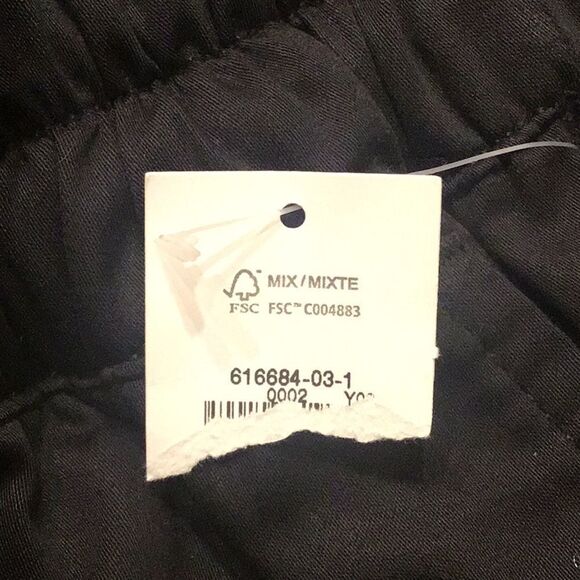 MIX/MIXTE
FSC FSC™ C004883
616684-03-1
0002